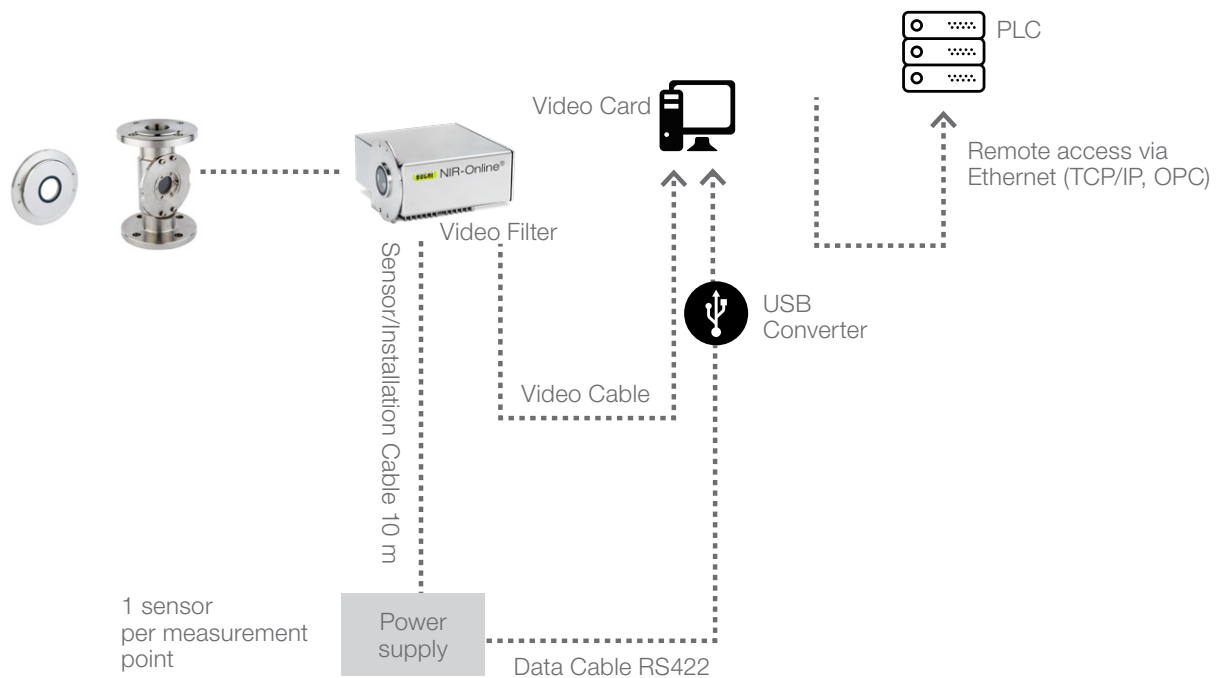 PLC
Video Card
Remote access via
Ethernet (TCP/IP, OPC)
BUCHI NIR-Online®
Video Filter
Sensor/Installation Cable 10 m
USB
Converter
Video Cable
1 sensor
per measurement
point
Power
supply
Data Cable RS422